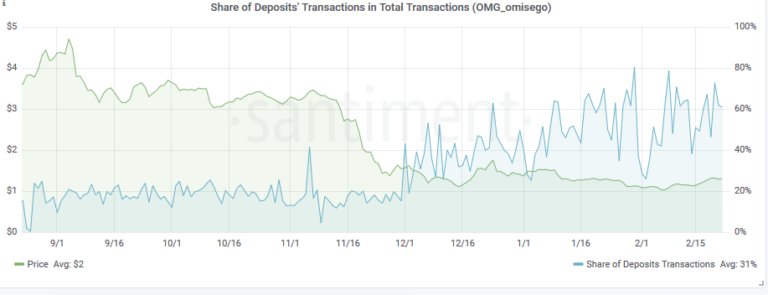 Share of Deposits' Transactions in Total Transactions (OMG_omisego)
$5 100%
$4 80%
$3 60%
·santiment·
$2 40%
$1 20%
$0 0%
9/1 9/16 10/1 10/16 11/1 11/16 12/1 12/16 1/1 1/16 2/1 2/15
Price Avg: $2 Share of Deposits Transactions Avg: 31%